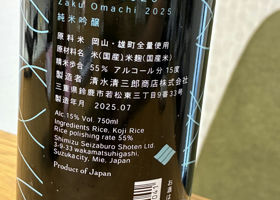 Zaku Omachi 2025
純米吟醸
原料米 岡山・雄町全量使用
原材料名 米(国産)米麹(国産米)
精米歩合 55% アルコール分 15度
製造者 清水清三郎商店株式会社
三重県鈴鹿市若松東三丁目9番33号
製造年月 2025.07
Alc.15% Vol. 750ml
Ingredients Rice, Koji Rice
Rice polishing rate 55%
Shimizu Seizaburo Shoten Ltd.
3-9-33 wakamatsuhigashi,
Suzukacity, Mie, Japan
Product of Japan
お酒は